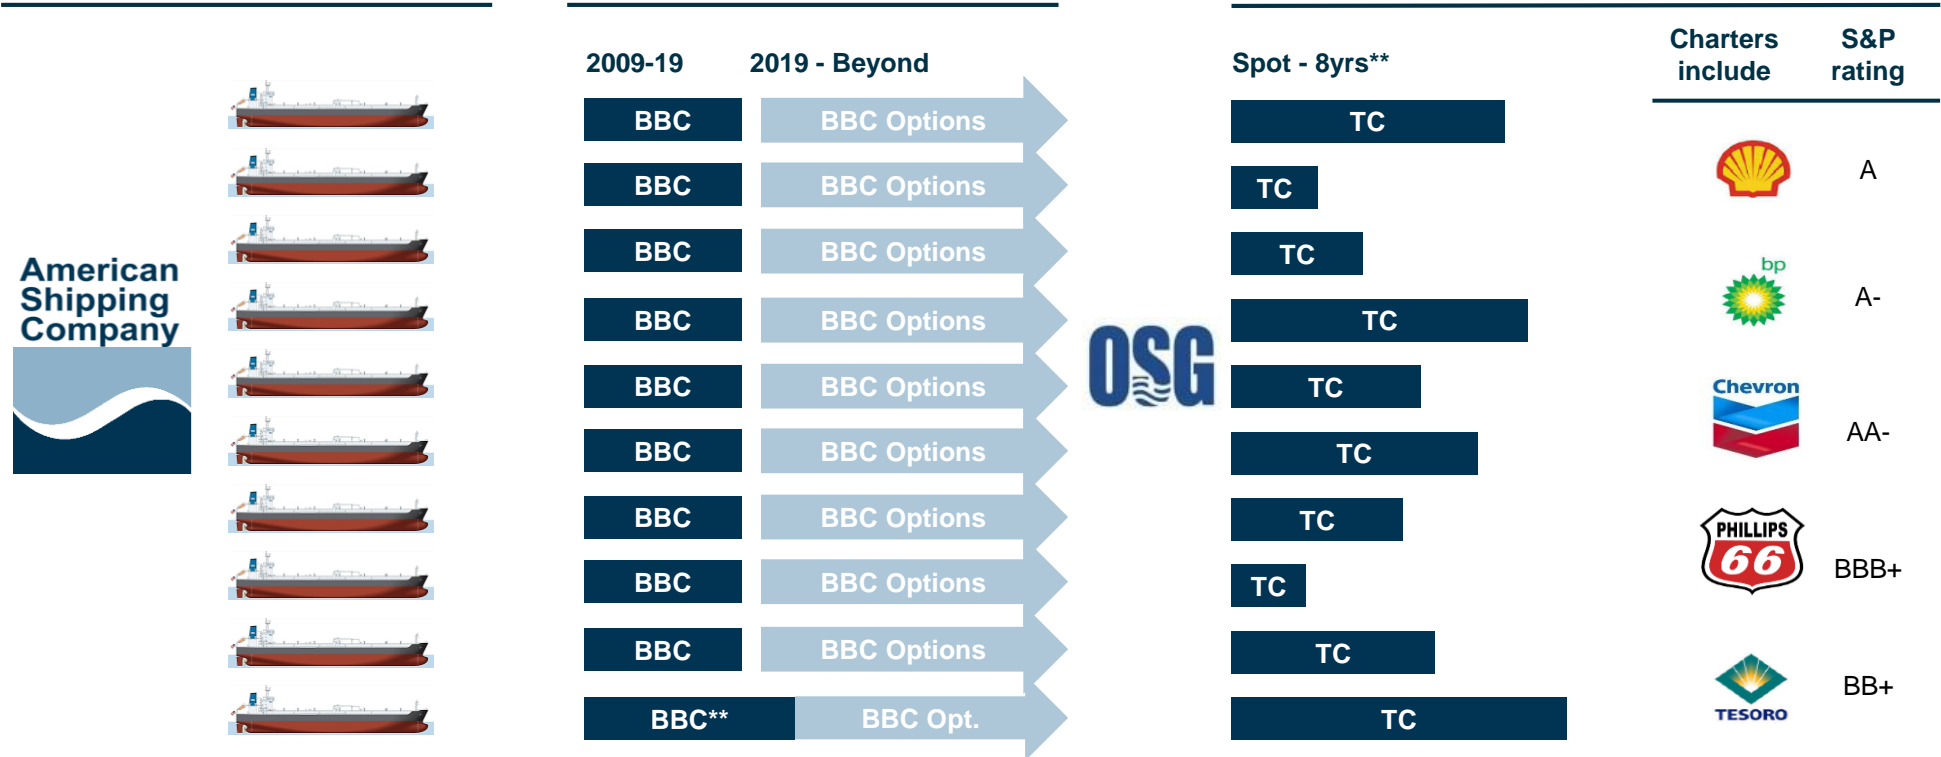 Charters S&P
include rating
2009-19 2019 - Beyond Spot - 8yrs**
BBC BBC Options TC
BBC BBC Options TC
BBC BBC Options TC
BBC BBC Options TC
BBC BBC Options TC
BBC BBC Options TC
BBC BBC Options TC
BBC BBC Options TC
BBC BBC Options TC
BBC** BBC Opt. TC
American
Shipping
Company
OSG
A
bp
A-
Chevron
AA-
PHILLIPS
66
BBB+
TESORO
BB+